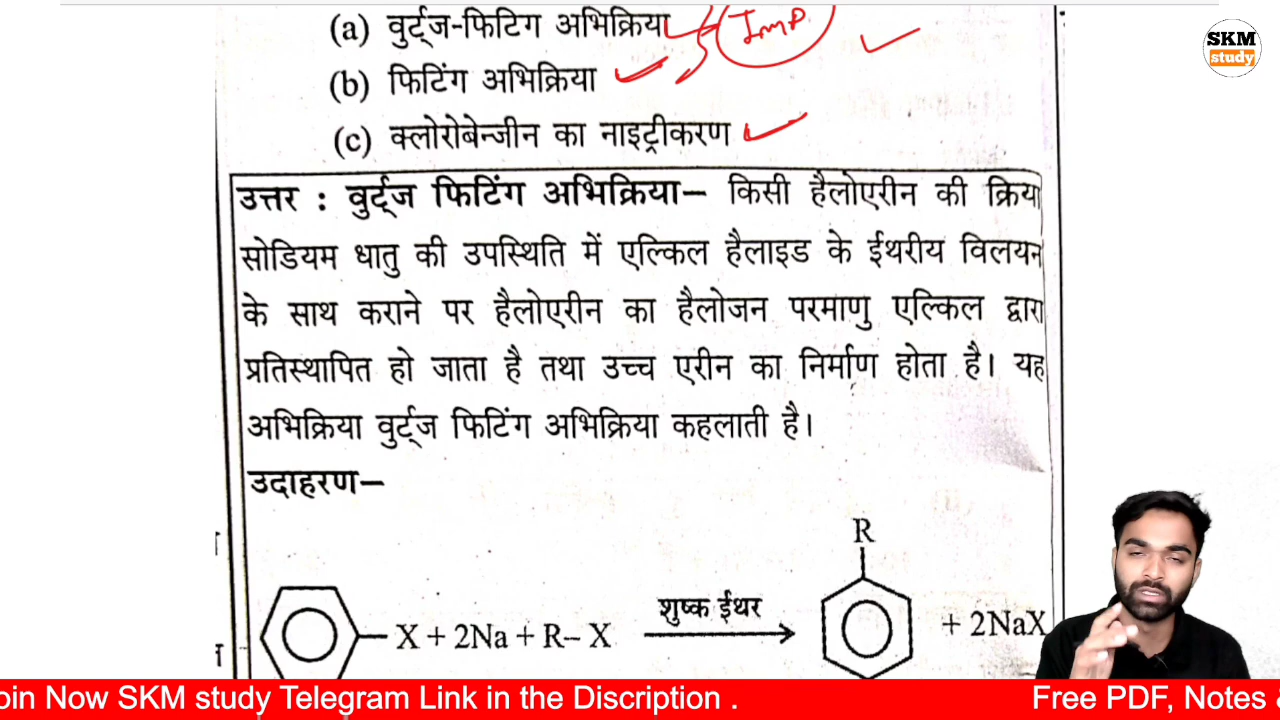 (a) वुर्ट्ज-फिटिग अभिक्रिया
Imp
(b) फिटिंग अभिक्रिया
(c) क्लोरोबेन्जीन का नाइट्रीकरण
SKM
study
उत्तर : वुर्ट्ज फिटिंग अभिक्रिया– किसी हैलोएरीन की क्रिया
सोडियम धातु की उपस्थिति में एल्किल हैलाइड के ईथरीय विलयन
के साथ कराने पर हैलोएरीन का हैलोजन परमाणु एल्किल द्वारा
प्रतिस्थापित हो जाता है तथा उच्च एरीन का निर्माण होता है। यह
अभिक्रिया वुर्ट्ज फिटिंग अभिक्रिया कहलाती है।
उदाहरण–
R
X + 2Na + R– X
शुष्क ईथर
+ 2NaX
oin Now SKM study Telegram Link in the Discription .
Free PDF, Notes